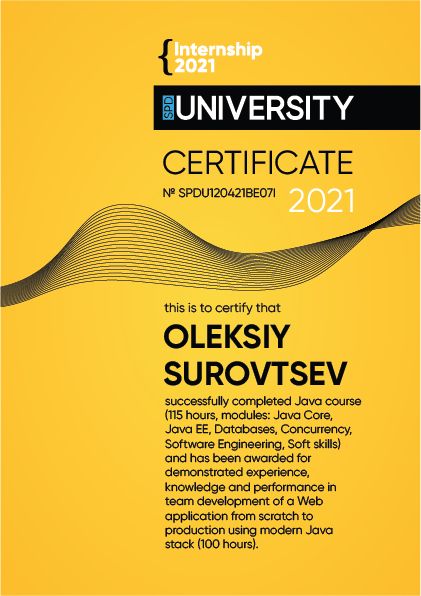 {Internship
2021
SPD UNIVERSITY
CERTIFICATE
№ SPDU120421BE07I
2021
this is to certify that
OLEKSIY
SUROVTSEV
successfully completed Java course
(115 hours, modules: Java Core,
Java EE, Databases, Concurrency,
Software Engineering, Soft skills)
and has been awarded for
demonstrated experience,
knowledge and performance in
team development of a Web
application from scratch to
production using modern Java
stack (100 hours).